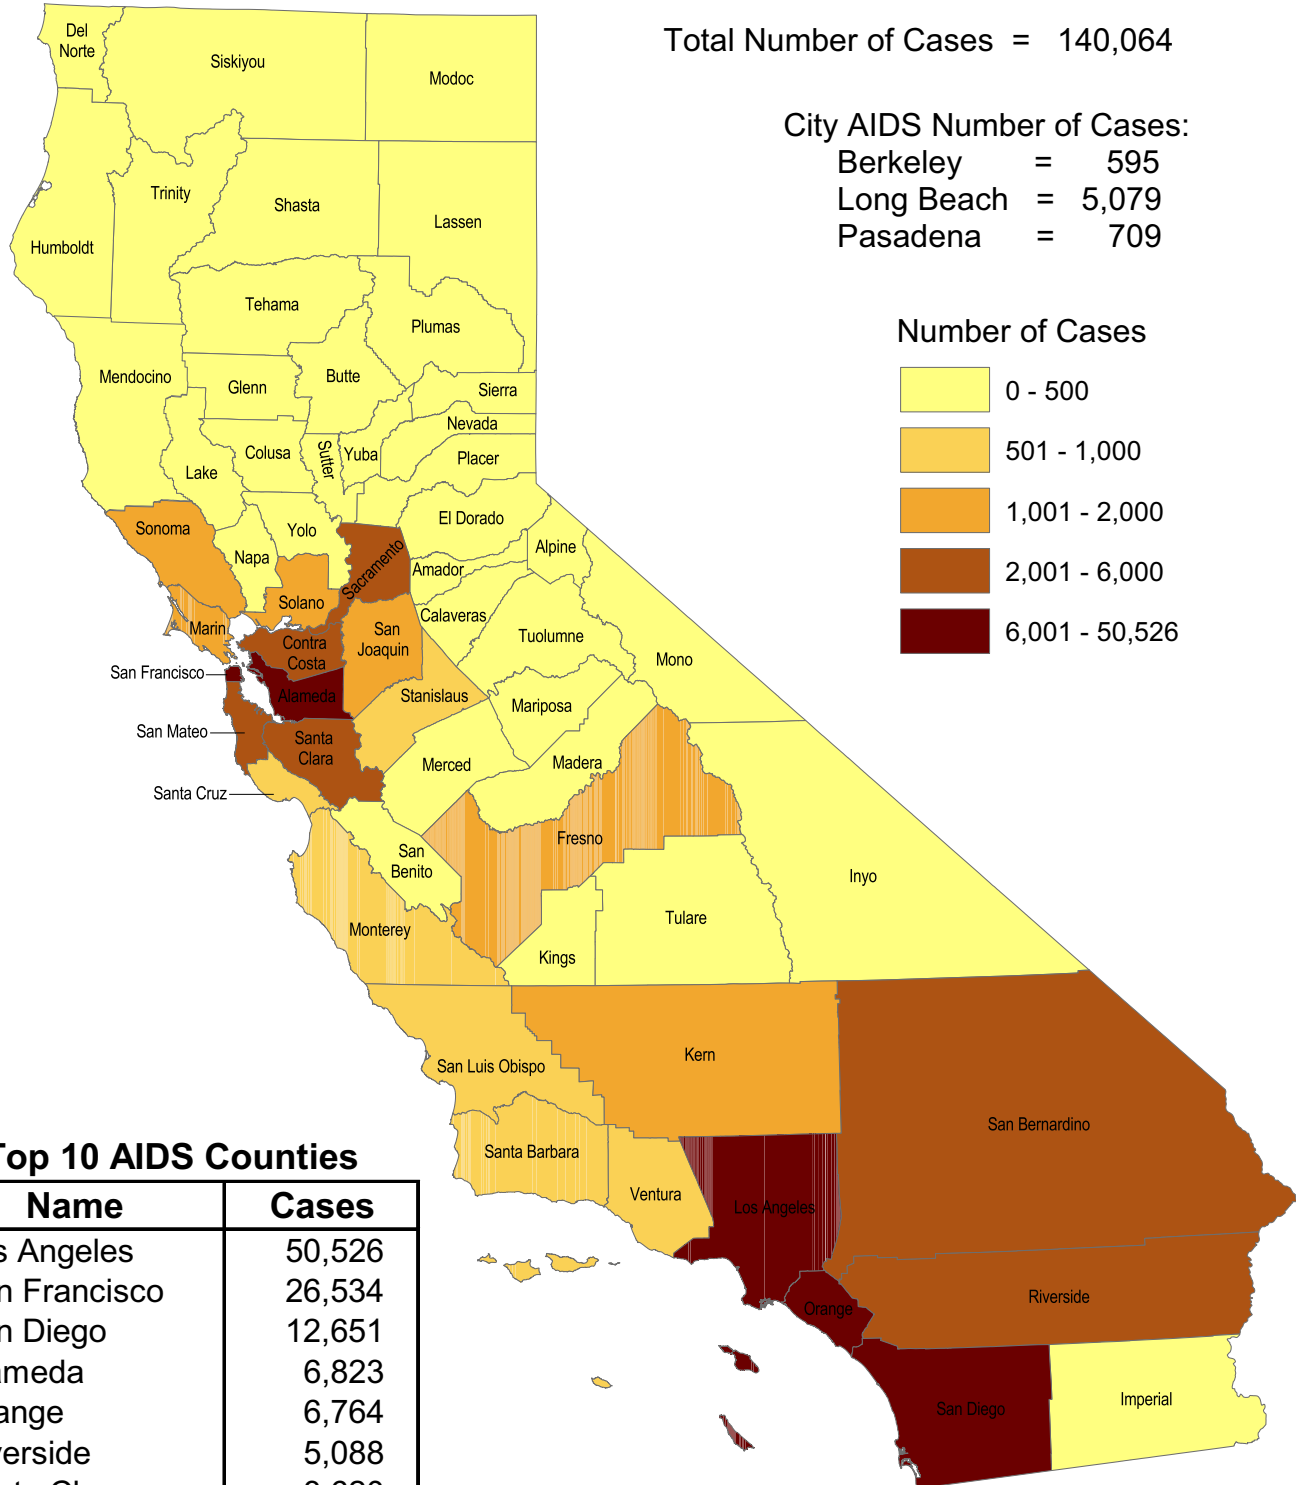 Total Number of Cases = 140,064
City AIDS Number of Cases:
Berkeley = 595
Long Beach = 5,079
Pasadena = 709
Number of Cases
0 - 500
501 - 1,000
1,001 - 2,000
2,001 - 6,000
6,001 - 50,526
Del
Norte
Siskiyou
Modoc
Trinity
Shasta
Lassen
Humboldt
Tehama
Plumas
Mendocino
Glenn
Butte
Sierra
Nevada
Lake
Colusa
Sutter
Yuba
Placer
Sonoma
Napa
Yolo
Sacramento
El Dorado
Alpine
Amador
Solano
Calaveras
Marin
Contra
Costa
San
Joaquin
Tuolumne
Mono
San Francisco
Alameda
Stanislaus
Mariposa
San Mateo
Santa
Clara
Merced
Madera
Santa Cruz
Fresno
San
Benito
Inyo
Monterey
Kings
Tulare
San Luis Obispo
Kern
San Bernardino
Santa Barbara
Ventura
Los Angeles
Orange
Riverside
San Diego
Imperial
Top 10 AIDS Counties
Name Cases
s Angeles 50,526
n Francisco 26,534
n Diego 12,651
ameda 6,823
ange 6,764
verside 5,088